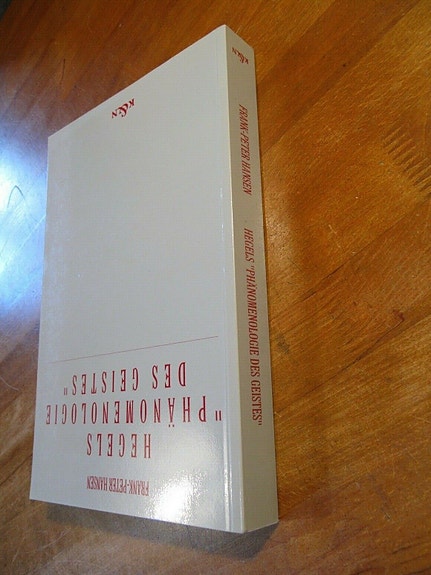 FRANK-PETER HANSEN
HEGELS
"PHÄNOMENOLOGIE
DES GEISTES"
FRANK-PETER HANSEN
HEGELS "PHÄNOMENOLOGIE DES GEISTES"